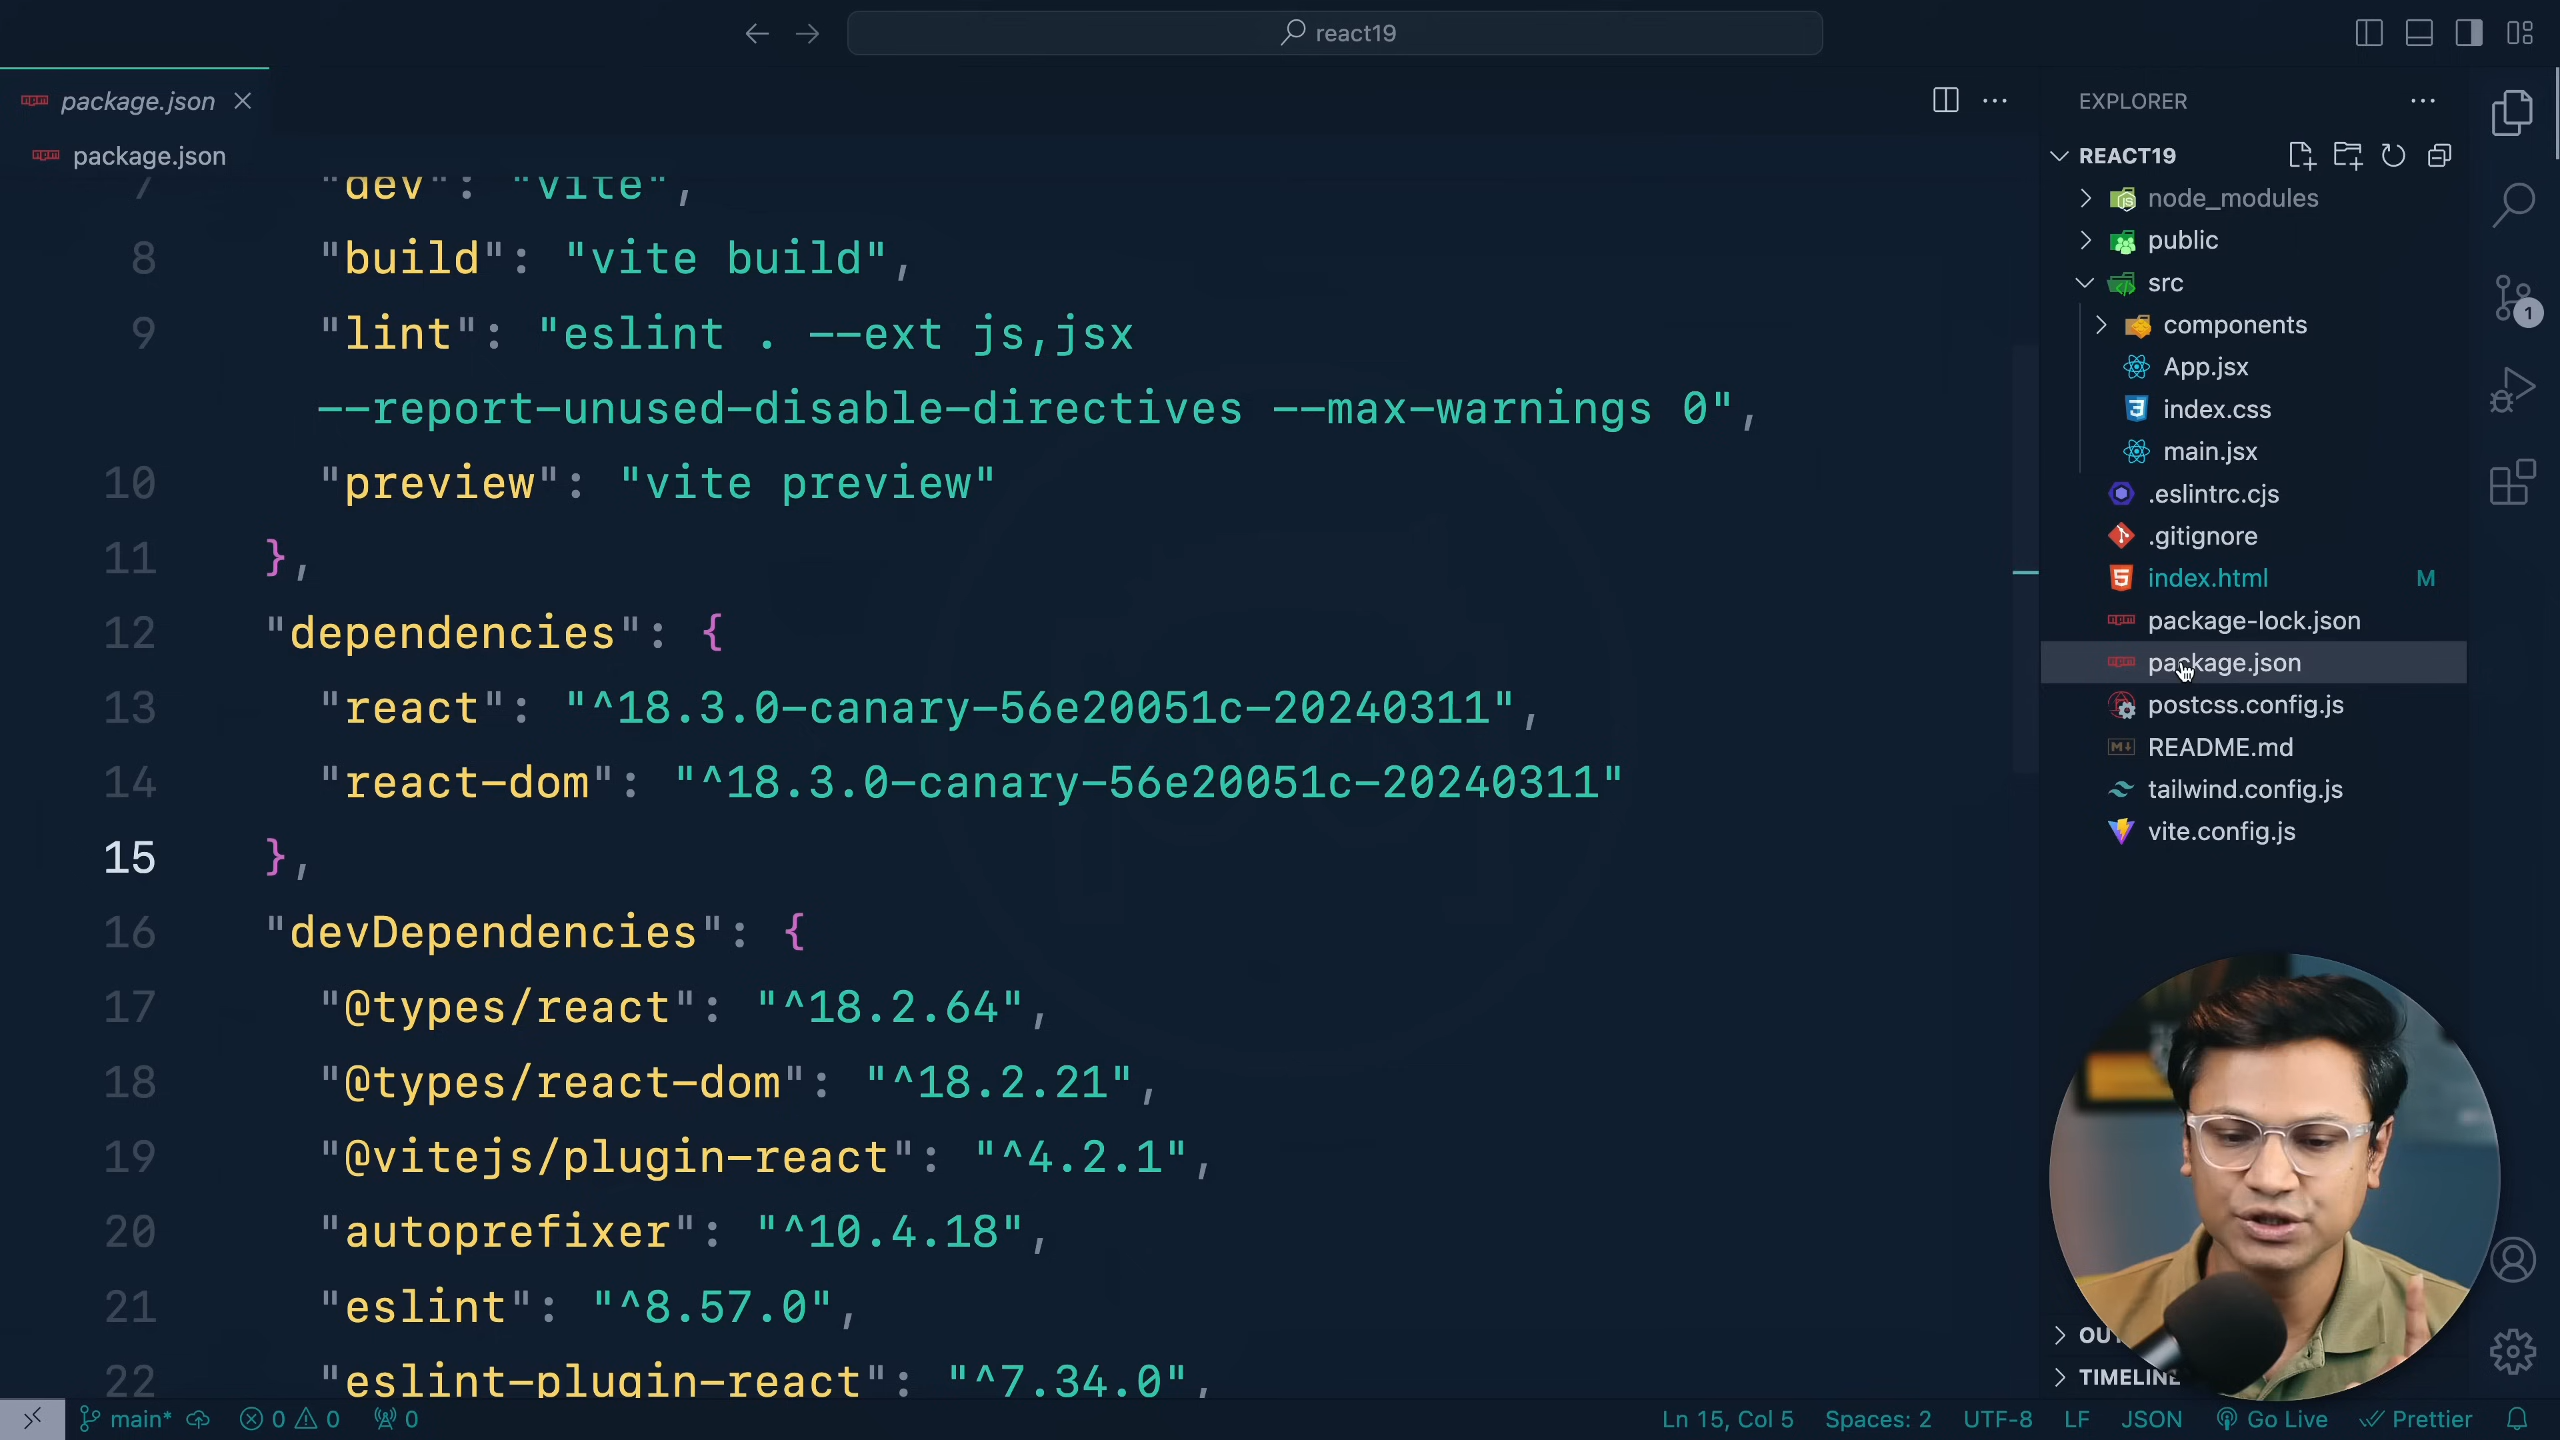 react19
package.json
package.json
7 "dev": "vite",
8 "build": "vite build",
9 "lint": "eslint . --ext js,jsx
--report-unused-disable-directives --max-warnings 0",
10 "preview": "vite preview"
11 },
12 "dependencies": {
13 "react": "^18.3.0-canary-56e20051c-20240311",
14 "react-dom": "^18.3.0-canary-56e20051c-20240311"
15 },
16 "devDependencies": {
17 "@types/react": "^18.2.64",
18 "@types/react-dom": "^18.2.21",
19 "@vitejs/plugin-react": "^4.2.1",
20 "autoprefixer": "^10.4.18",
21 "eslint": "^8.57.0",
22 "eslint-plugin-react": "^7.34.0",
EXPLORER
REACT19
node_modules
public
src
components
App.jsx
index.css
main.jsx
.eslintrc.cjs
.gitignore
index.html M
package-lock.json
package.json
postcss.config.js
README.md
tailwind.config.js
vite.config.js
TIMELINE
1
main* 0 0 0
Ln 15, Col 5 Spaces: 2 UTF-8 LF JSON Go Live Prettier